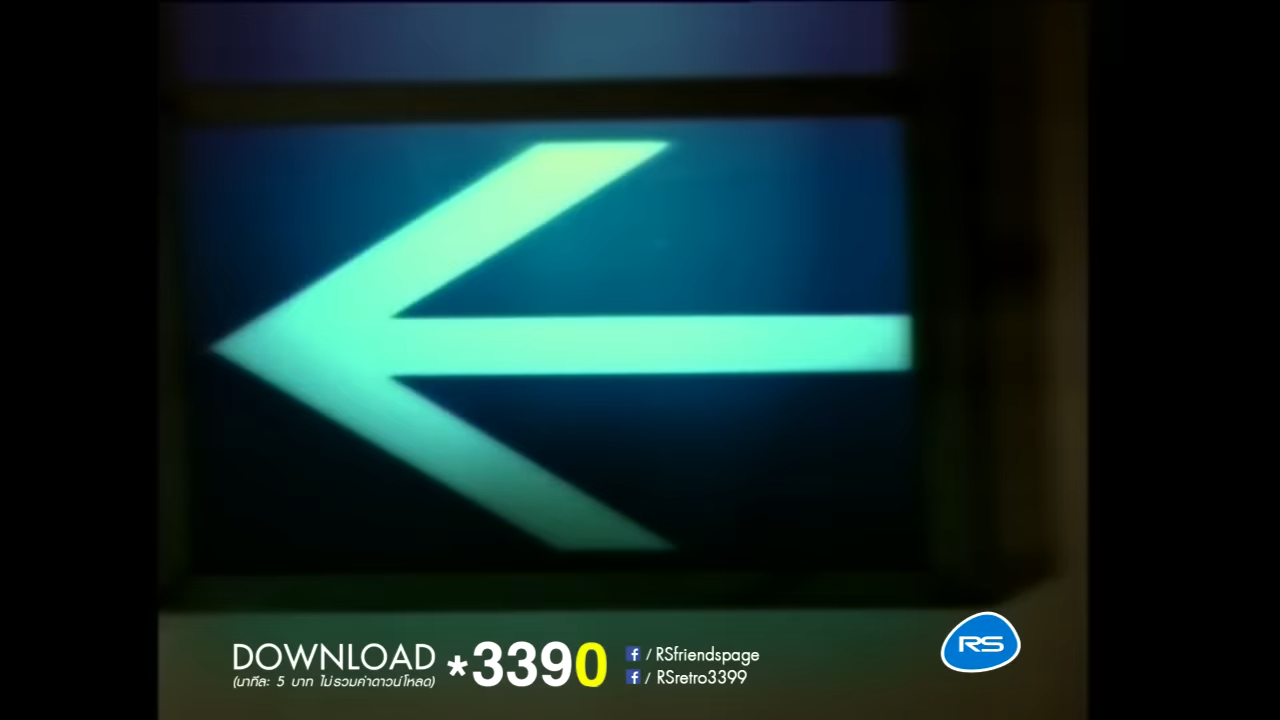 DOWNLOAD *3390
(นาทีละ 5 บาท ไม่รวมค่าดาวน์โหลด)
f / RSfriendspage
f / RSretro3399
RS